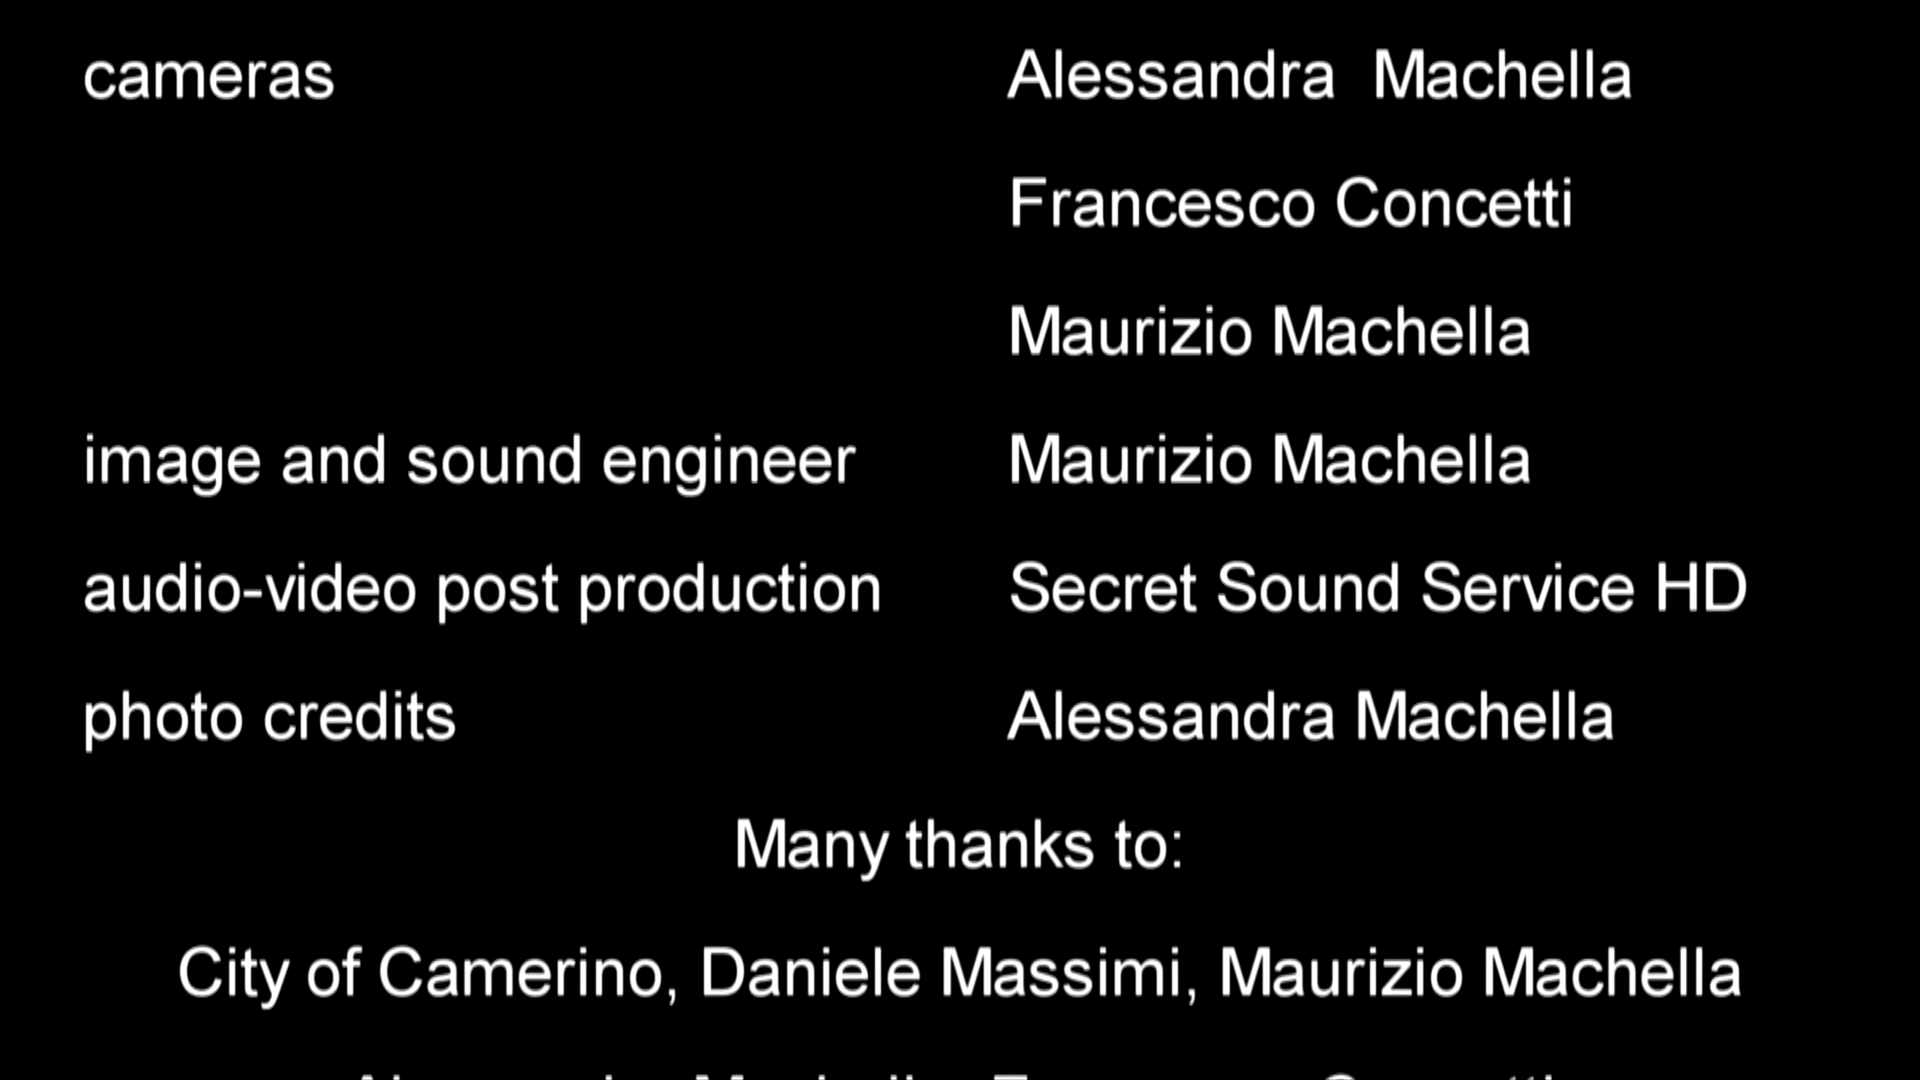 cameras Alessandra  Machella
Francesco Concetti
Maurizio Machella
image and sound engineer Maurizio Machella
audio-video post production Secret Sound Service HD
photo credits Alessandra Machella
Many thanks to:
City of Camerino, Daniele Massimi, Maurizio Machella